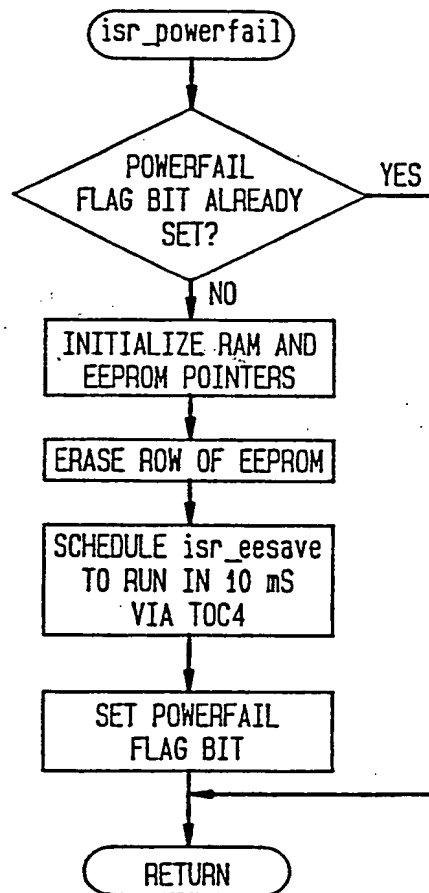 isr_powerfail
POWERFAIL
FLAG BIT ALREADY
SET?
YES
NO
INITIALIZE RAM AND
EEPROM POINTERS
ERASE ROW OF EEPROM
SCHEDULE isr_eesave
TO RUN IN 10 mS
VIA TOC4
SET POWERFAIL
FLAG BIT
RETURN